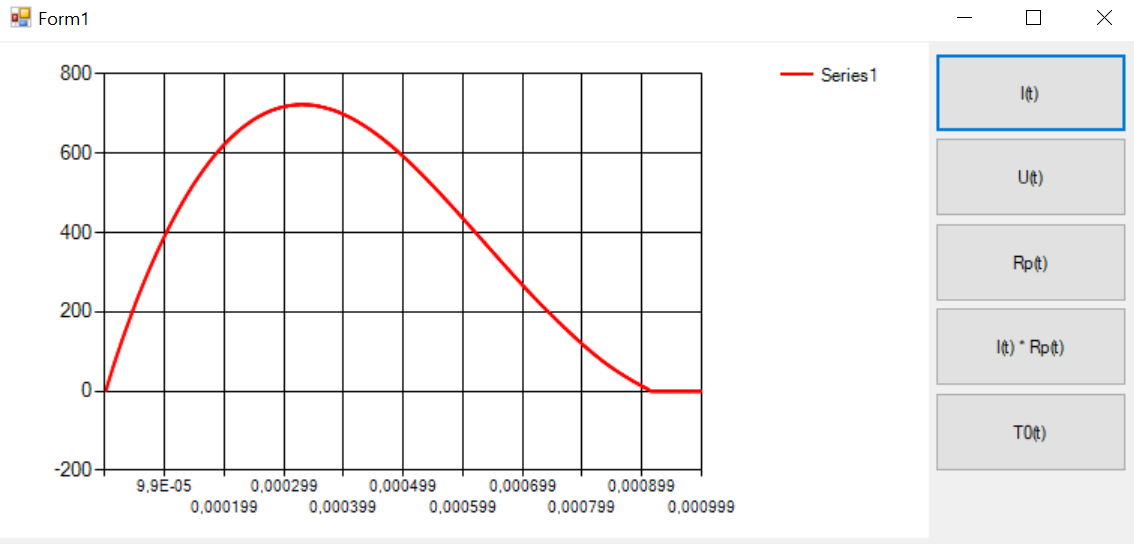 Form1
800
600
400
200
0
-200
9,9E-05
0,000199
0,000299
0,000399
0,000499
0,000599
0,000699
0,000799
0,000899
0,000999
Series1
I(t)
U(t)
Rp(t)
I(t) * Rp(t)
T0(t)